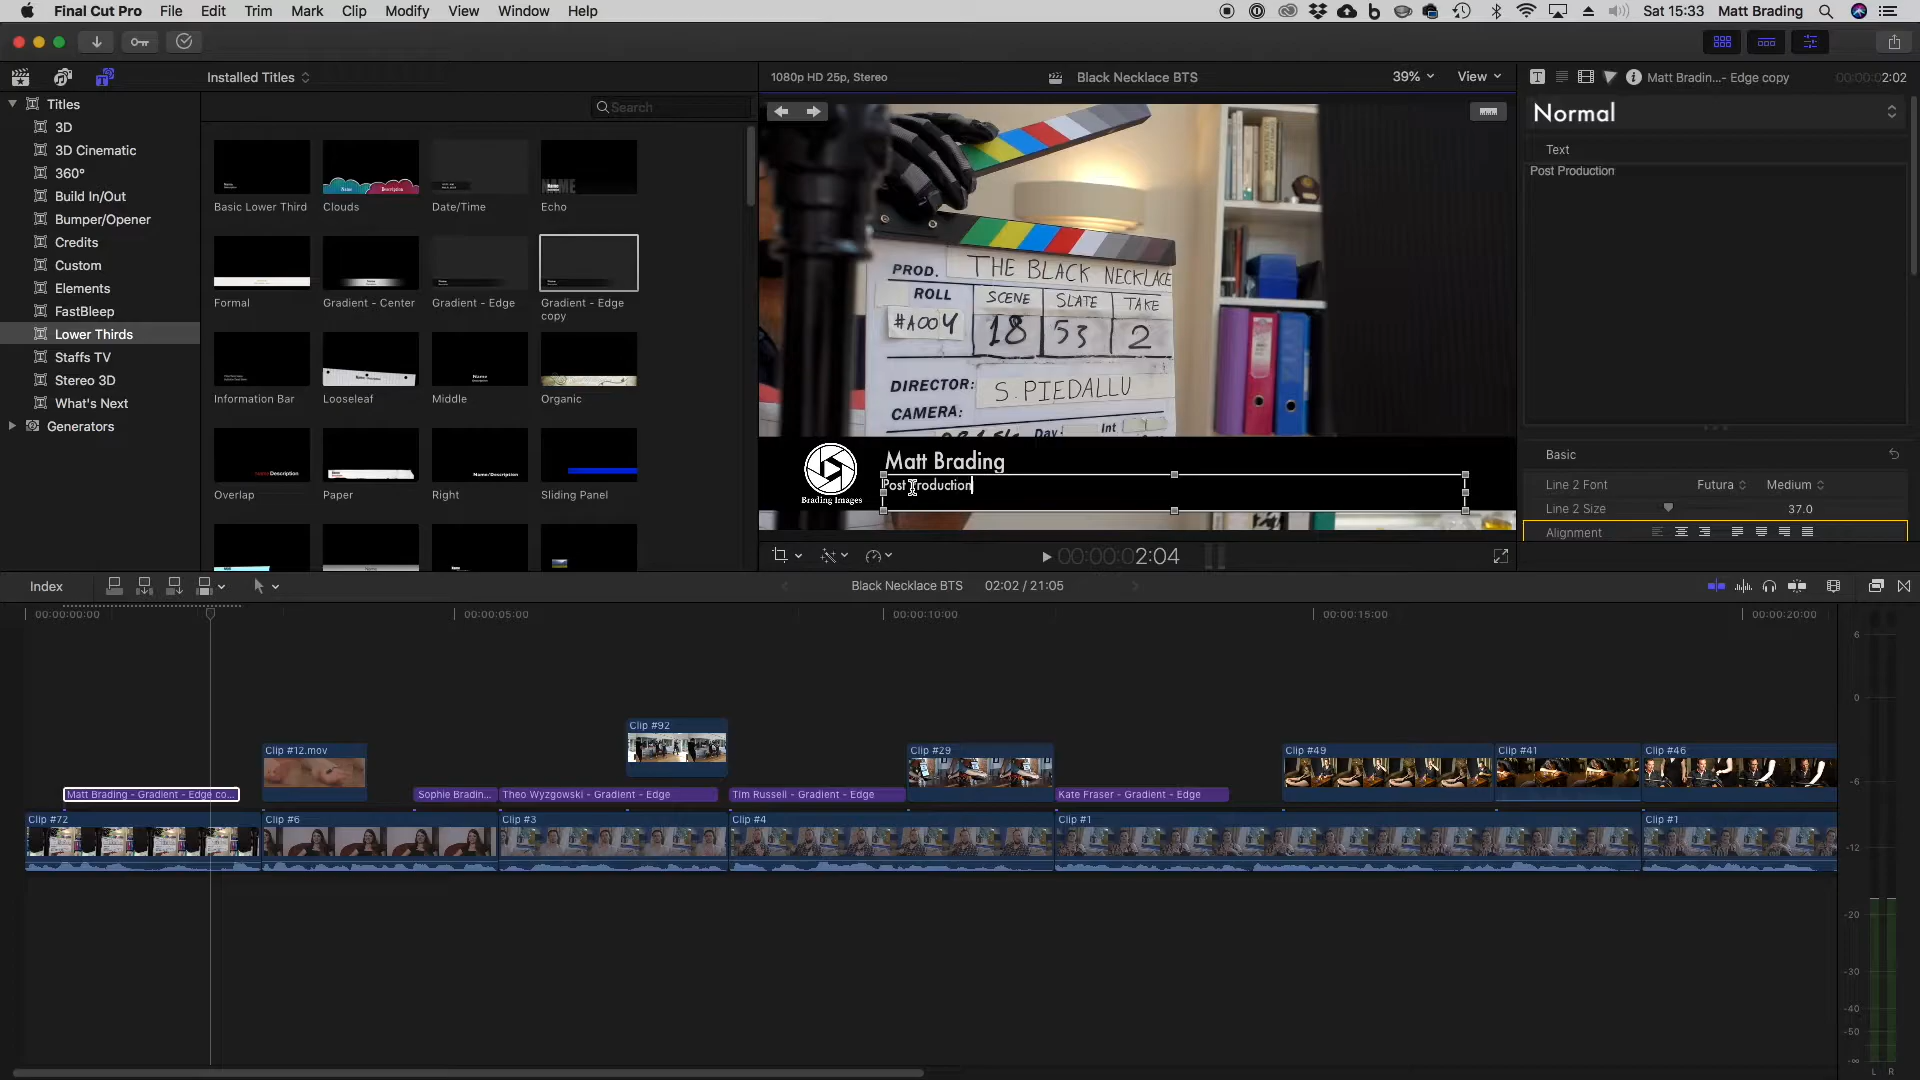 Final Cut Pro File Edit Trim Mark Clip Modify View Window Help
Sat 15:33 Matt Brading
Installed Titles
1080p HD 25p, Stereo
Black Necklace BTS
39%
View
Matt Bradin...- Edge copy
00:00:02:02
Titles
3D
3D Cinematic
360°
Build In/Out
Bumper/Opener
Credits
Custom
Elements
FastBleep
Lower Thirds
Staffs TV
Stereo 3D
What's Next
Generators
Search
Basic Lower Third
Clouds
Date/Time
Echo
Formal
Gradient - Center
Gradient - Edge
Gradient - Edge
copy
Information Bar
Looseleaf
Middle
Organic
Overlap
Paper
Right
Sliding Panel
PROD. THE BLACK NECKLACE
ROLL SCENE SLATE TAKE
#A004 18 53 2
DIRECTOR: S. PIEDALLU
CAMERA:
Day: Int
Matt Brading
Post Production
Brading Images
00:00:00:02:04
Normal
Text
Post Production
Basic
Line 2 Font Futura Medium
Line 2 Size 37.0
Alignment
Index
Black Necklace BTS
02:02 / 21:05
00:00:00:00
00:00:05:00
00:00:10:00
00:00:15:00
00:00:20:00
Clip #92
Clip #12.mov
Clip #29
Clip #49
Clip #41
Clip #46
Matt Brading - Gradient - Edge co...
Sophie Bradin...
Theo Wyzgowski - Gradient - Edge
Tim Russell - Gradient - Edge
Kate Fraser - Gradient - Edge
Clip #72
Clip #6
Clip #3
Clip #4
Clip #1
Clip #1
6
0
-6
-12
-20
-30
-40
-50
-∞
L R